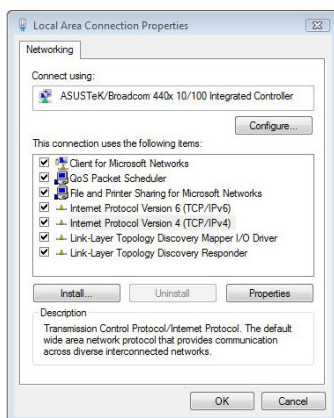 Local Area Connection Properties
Networking
Connect using:
ASUSTeK/Broadcom 440x 10/100 Integrated Controller
Configure...
This connection uses the following items:
Client for Microsoft Networks
QoS Packet Scheduler
File and Printer Sharing for Microsoft Networks
Internet Protocol Version 6 (TCP/IPv6)
Internet Protocol Version 4 (TCP/IPv4)
Link-Layer Topology Discovery Mapper I/O Driver
Link-Layer Topology Discovery Responder
Install... Uninstall Properties
Description
Transmission Control Protocol/Internet Protocol. The default
wide area network protocol that provides communication
across diverse interconnected networks.
OK Cancel